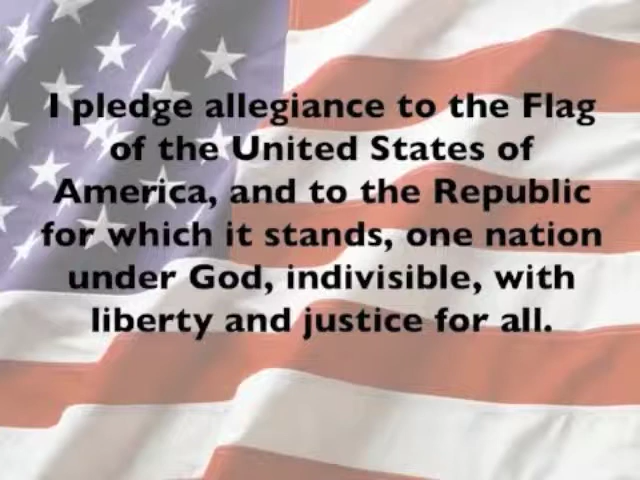 I pledge allegiance to the Flag
of the United States of
America, and to the Republic
for which it stands, one nation
under God, indivisible, with
liberty and justice for all.